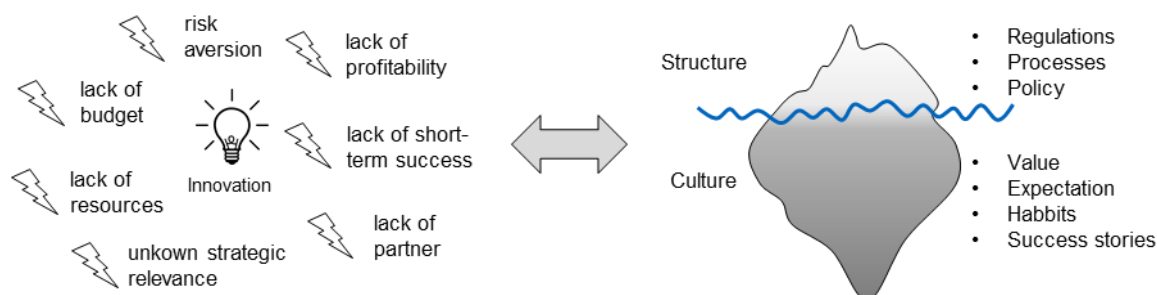 risk
aversion
lack of
profitability
lack of
budget
lack of short-
term success
Innovation
lack of
resources
lack of
partner
unkown strategic
relevance
Structure
Culture
• Regulations
• Processes
• Policy
• Value
• Expectation
• Habbits
• Success stories